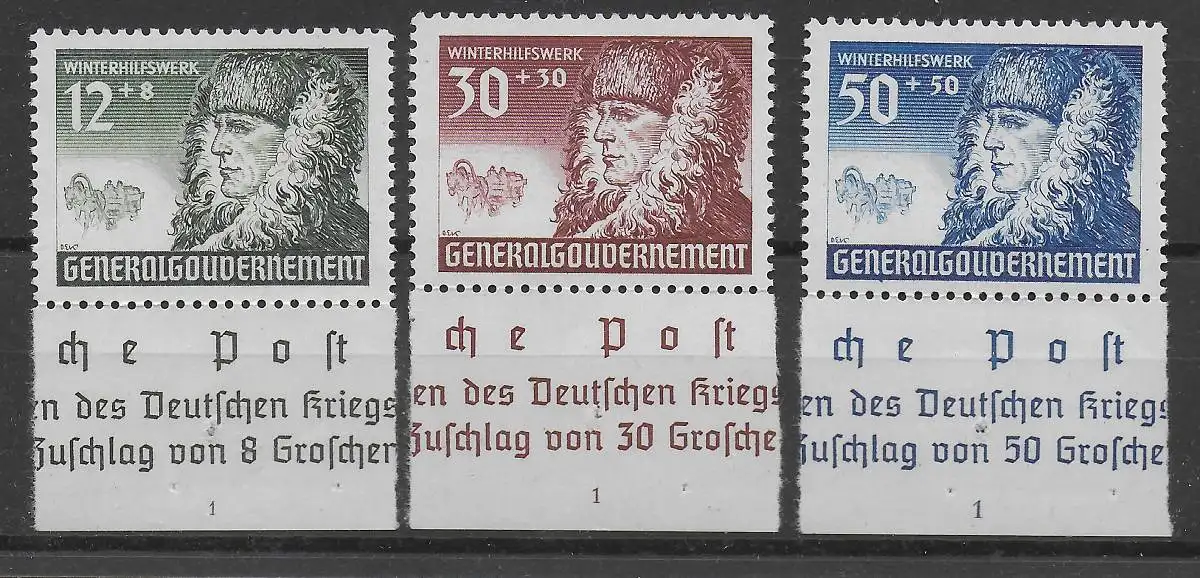 WINTERHILFSWERK
12 + 8
DEK
GENERALGOUVERNEMENT
che Post
en des Deutſchen Kriegs
Zuſchlag von 8 Groſchen
1
WINTERHILFSWERK
30 + 30
DEK
GENERALGOUVERNEMENT
che Post
en des Deutſchen Kriegs
Zuſchlag von 30 Groſche
1
WINTERHILFSWERK
50 + 50
GENERALGOUVERNEMENT
che Poſt
en des Deutſchen Kriegs
Zuſchlag von 50 Groſche
1